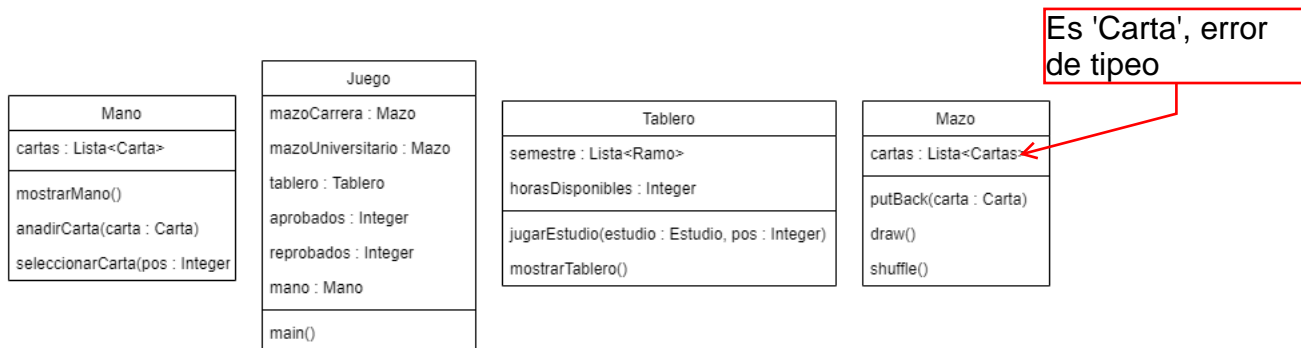 Es 'Carta', error
de tipeo
Mano
cartas : Lista<Carta>
mostrarMano()
anadirCarta(carta : Carta)
seleccionarCarta(pos : Integer
Juego
mazoCarrera : Mazo
mazoUniversitario : Mazo
tablero : Tablero
aprobados : Integer
reprobados : Integer
mano : Mano
main()
Tablero
semestre : Lista<Ramo>
horasDisponibles : Integer
jugarEstudio(estudio : Estudio, pos : Integer)
mostrarTablero()
Mazo
cartas : Lista<Cartas>
putBack(carta : Carta)
draw()
shuffle()